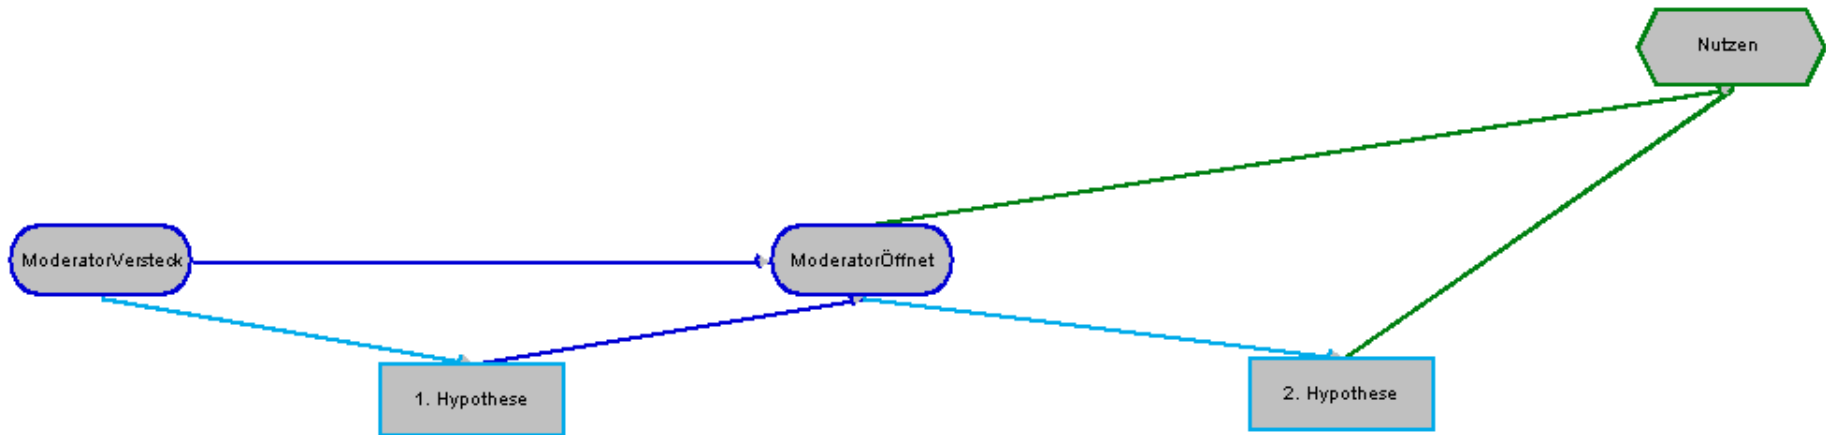 Nutzen
ModeratorVersteck
ModeratorÖffnet
1. Hypothese
2. Hypothese